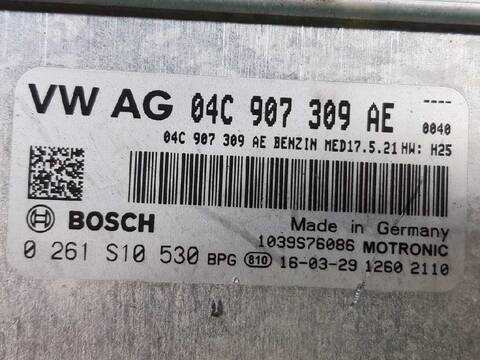 VW AG 04C 907 309 AE ----
0040
04C 907 309 AE BENZIN MED17.5.21 HW: H25
BOSCH
Made in Germany
1039S76086 MOTRONIC
0 261 S10 530 BPG 810 16-03-29 1260 2110